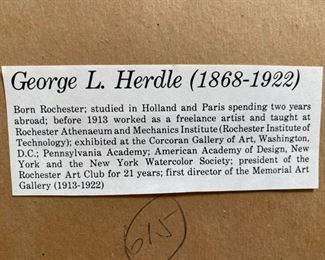 George L. Herdle (1868-1922)
Born Rochester; studied in Holland and Paris spending two years
abroad; before 1913 worked as a freelance artist and taught at
Rochester Athenaeum and Mechanics Institute (Rochester Institute of
Technology); exhibited at the Corcoran Gallery of Art, Washington,
D.C.; Pennsylvania Academy; American Academy of Design, New
York and the New York Watercolor Society; president of the
Rochester Art Club for 21 years; first director of the Memorial Art
Gallery (1913-1922)
615